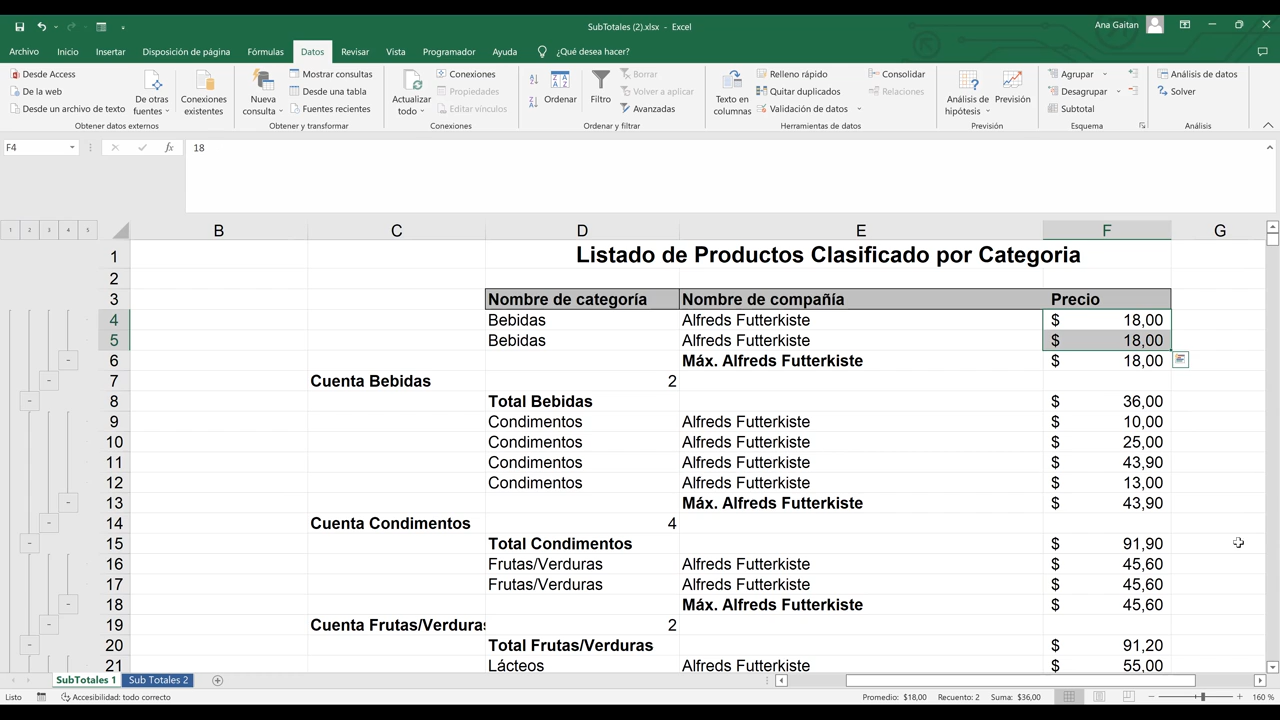 SubTotales (2).xlsx - Excel
Ana Gaitan
Archivo Inicio Insertar Disposición de página Fórmulas Datos Revisar Vista Programador Ayuda ¿Qué desea hacer?
Desde Access
De la web
Desde un archivo de texto
De otras fuentes
Conexiones existentes
Obtener datos externos
Nueva consulta
Mostrar consultas
Desde una tabla
Fuentes recientes
Obtener y transformar
Actualizar todo
Conexiones
Propiedades
Editar vínculos
Conexiones
Ordenar
Filtro
Borrar
Volver a aplicar
Avanzadas
Ordenar y filtrar
Texto en columnas
Relleno rápido
Quitar duplicados
Validación de datos
Consolidar
Relaciones
Herramientas de datos
Análisis de hipótesis
Previsión
Previsión
Agrupar
Desagrupar
Subtotal
Esquema
Análisis de datos
Solver
Análisis
F4 fx 18
1 2 3 4 5
B C D E F G
1 Listado de Productos Clasificado por Categoria
2
3 Nombre de categoría Nombre de compañía Precio
4 Bebidas Alfreds Futterkiste $ 18,00
5 Bebidas Alfreds Futterkiste $ 18,00
6 Máx. Alfreds Futterkiste $ 18,00
7 Cuenta Bebidas 2
8 Total Bebidas $ 36,00
9 Condimentos Alfreds Futterkiste $ 10,00
10 Condimentos Alfreds Futterkiste $ 25,00
11 Condimentos Alfreds Futterkiste $ 43,90
12 Condimentos Alfreds Futterkiste $ 13,00
13 Máx. Alfreds Futterkiste $ 43,90
14 Cuenta Condimentos 4
15 Total Condimentos $ 91,90
16 Frutas/Verduras Alfreds Futterkiste $ 45,60
17 Frutas/Verduras Alfreds Futterkiste $ 45,60
18 Máx. Alfreds Futterkiste $ 45,60
19 Cuenta Frutas/Verduras 2
20 Total Frutas/Verduras $ 91,20
21 Lácteos Alfreds Futterkiste $ 55,00
SubTotales 1 Sub Totales 2
Listo Accesibilidad: todo correcto Promedio: $18,00 Recuento: 2 Suma: $36,00 160 %